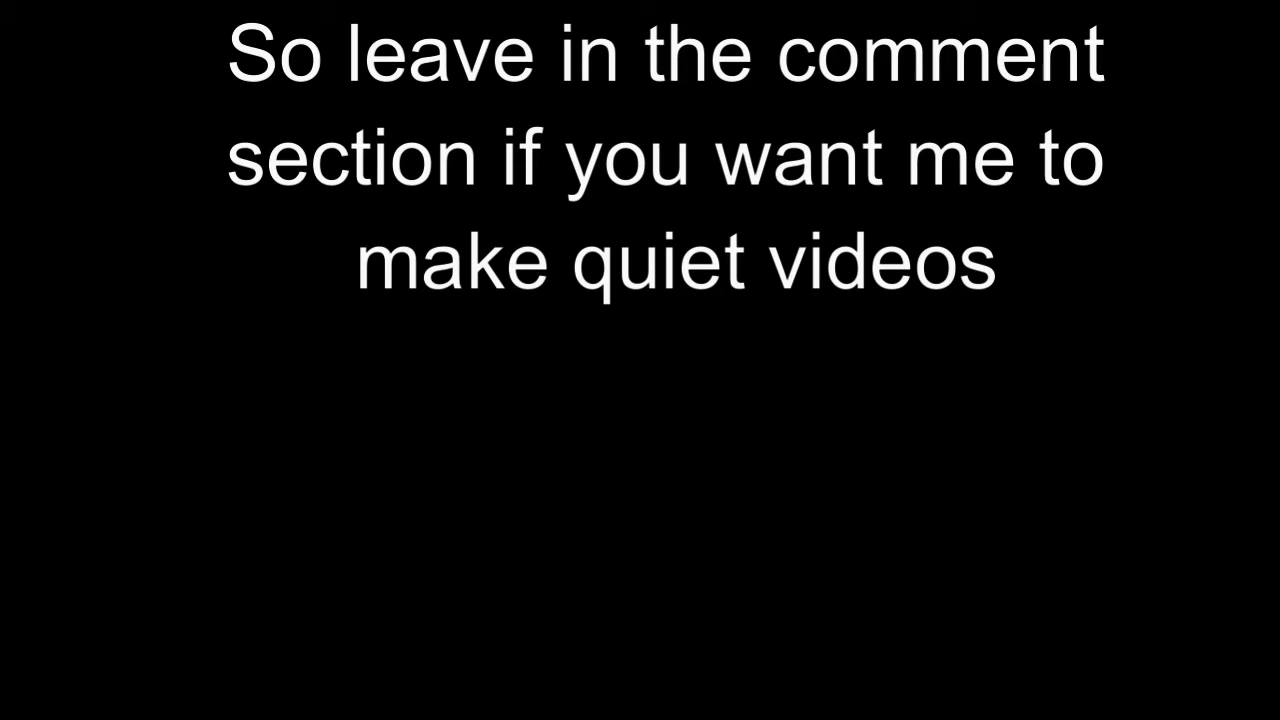 So leave in the comment
section if you want me to
make quiet videos